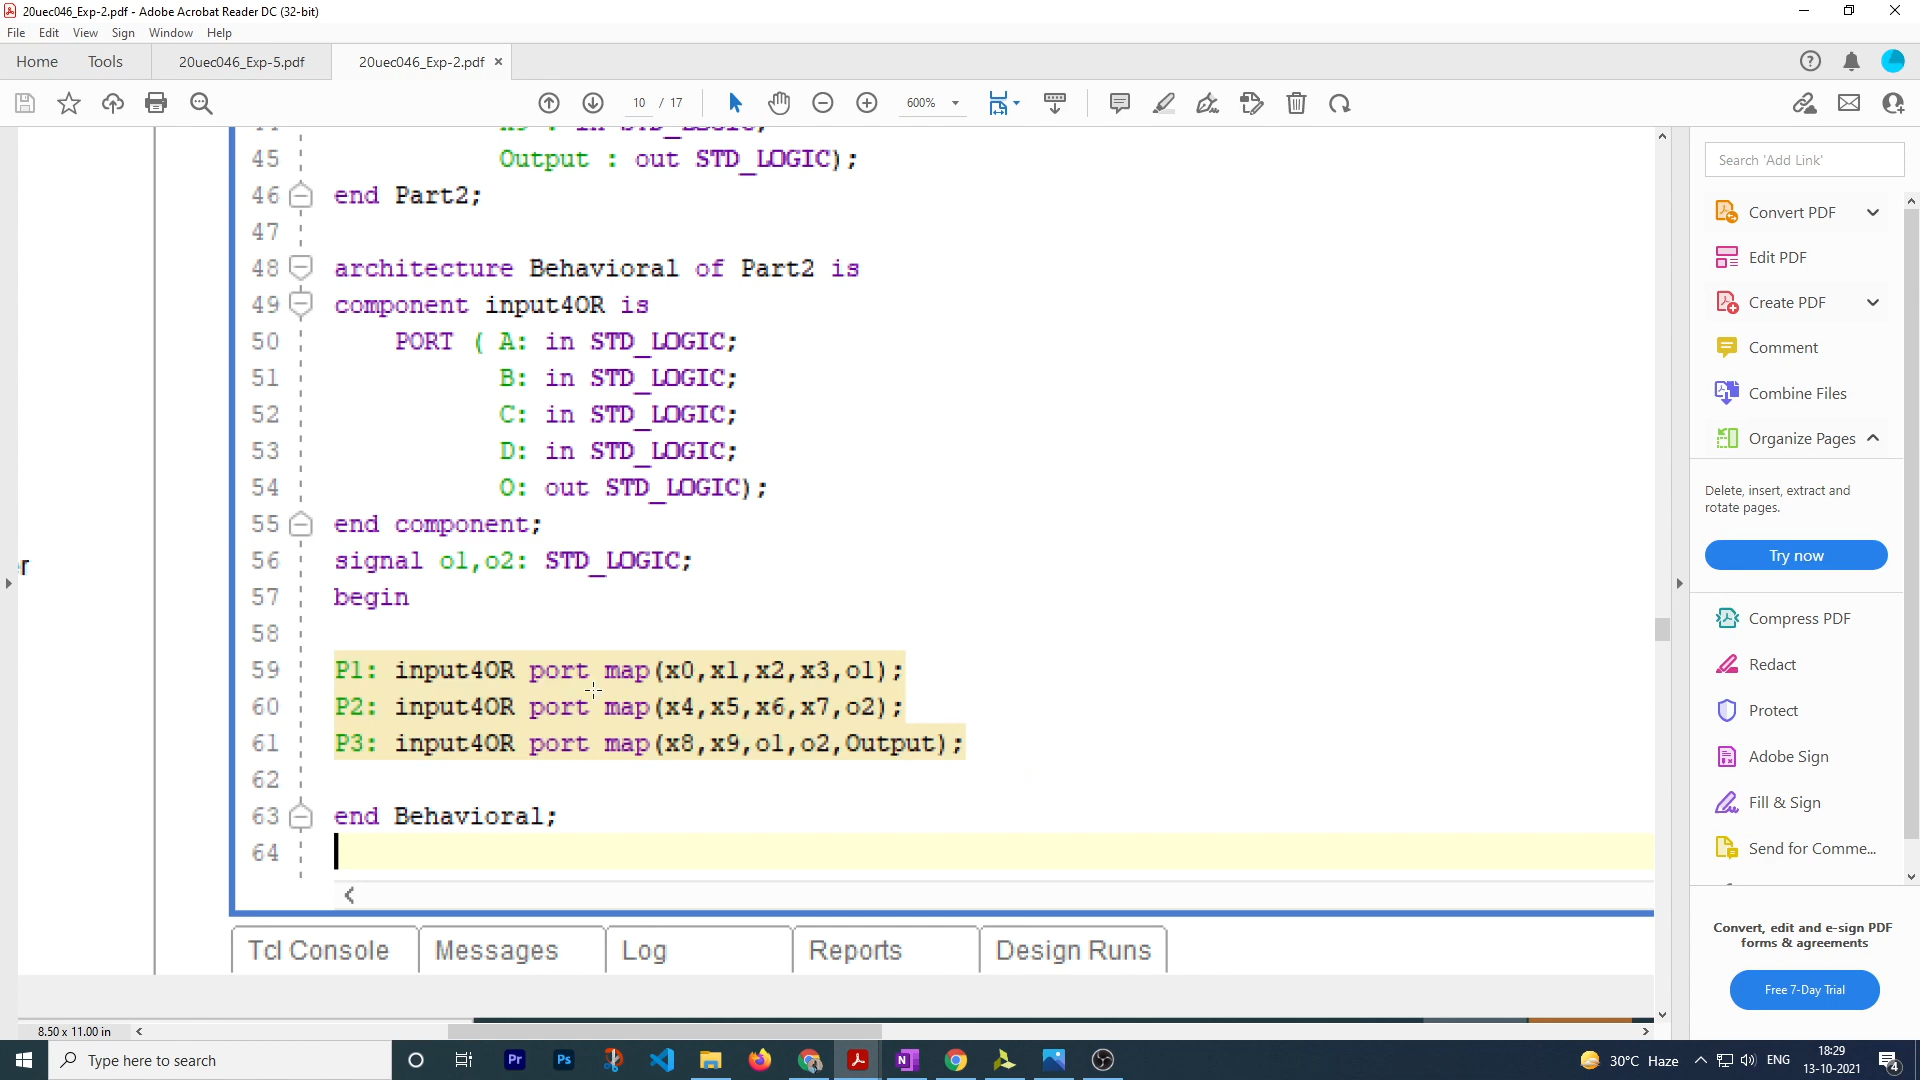 20uec046_Exp-2.pdf - Adobe Acrobat Reader DC (32-bit)
File Edit View Sign Window Help
Home Tools 20uec046_Exp-5.pdf 20uec046_Exp-2.pdf ×
10 / 17 600%
45 Output : out STD_LOGIC);
46 end Part2;
47
48 architecture Behavioral of Part2 is
49 component input4OR is
50 PORT ( A: in STD_LOGIC;
51 B: in STD_LOGIC;
52 C: in STD_LOGIC;
53 D: in STD_LOGIC;
54 O: out STD_LOGIC);
55 end component;
56 signal o1,o2: STD_LOGIC;
57 begin
58
59 P1: input4OR port map(x0,x1,x2,x3,o1);
60 P2: input4OR port map(x4,x5,x6,x7,o2);
61 P3: input4OR port map(x8,x9,o1,o2,Output);
62
63 end Behavioral;
64
Tcl Console Messages Log Reports Design Runs
8.50 x 11.00 in
Search 'Add Link'
Convert PDF
Edit PDF
Create PDF
Comment
Combine Files
Organize Pages
Delete, insert, extract and
rotate pages.
Try now
Compress PDF
Redact
Protect
Adobe Sign
Fill & Sign
Send for Comme...
Convert, edit and e-sign PDF
forms & agreements
Free 7-Day Trial
Type here to search
Pr Ps
30°C Haze ENG
18:29
13-10-2021
4